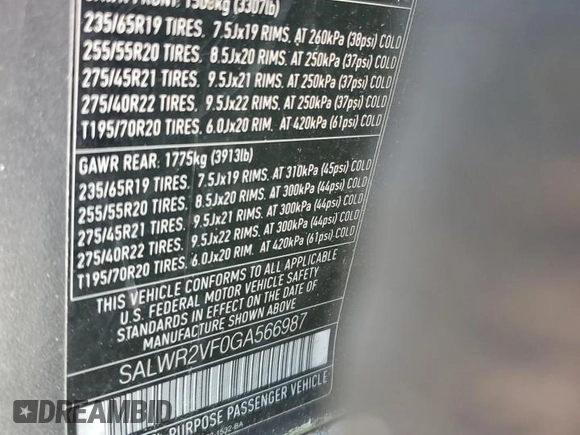 1500kg (3307lb)
235/65R19 TIRES, 7.5Jx19 RIMS, AT 260kPa (38psi) COLD
255/55R20 TIRES, 8.5Jx20 RIMS, AT 250kPa (37psi) COLD
275/45R21 TIRES, 9.5Jx21 RIMS, AT 250kPa (37psi) COLD
275/40R22 TIRES, 9.5Jx22 RIMS, AT 250kPa (37psi) COLD
T195/70R20 TIRES, 6.0Jx20 RIM, AT 420kPa (61psi) COLD
GAWR REAR: 1775kg (3913lb)
235/65R19 TIRES, 7.5Jx19 RIMS, AT 310kPa (45psi) COLD
255/55R20 TIRES, 8.5Jx20 RIMS, AT 300kPa (44psi) COLD
275/45R21 TIRES, 9.5Jx21 RIMS, AT 300kPa (44psi) COLD
275/40R22 TIRES, 9.5Jx22 RIMS, AT 300kPa (44psi) COLD
T195/70R20 TIRES, 6.0Jx20 RIM, AT 420kPa (61psi) COLD
THIS VEHICLE CONFORMS TO ALL APPLICABLE
U.S. FEDERAL MOTOR VEHICLE SAFETY
STANDARDS IN EFFECT ON THE DATE OF
MANUFACTURE SHOWN ABOVE
SALWR2VF0GA566987
PURPOSE PASSENGER VEHICLE
DREAMBID